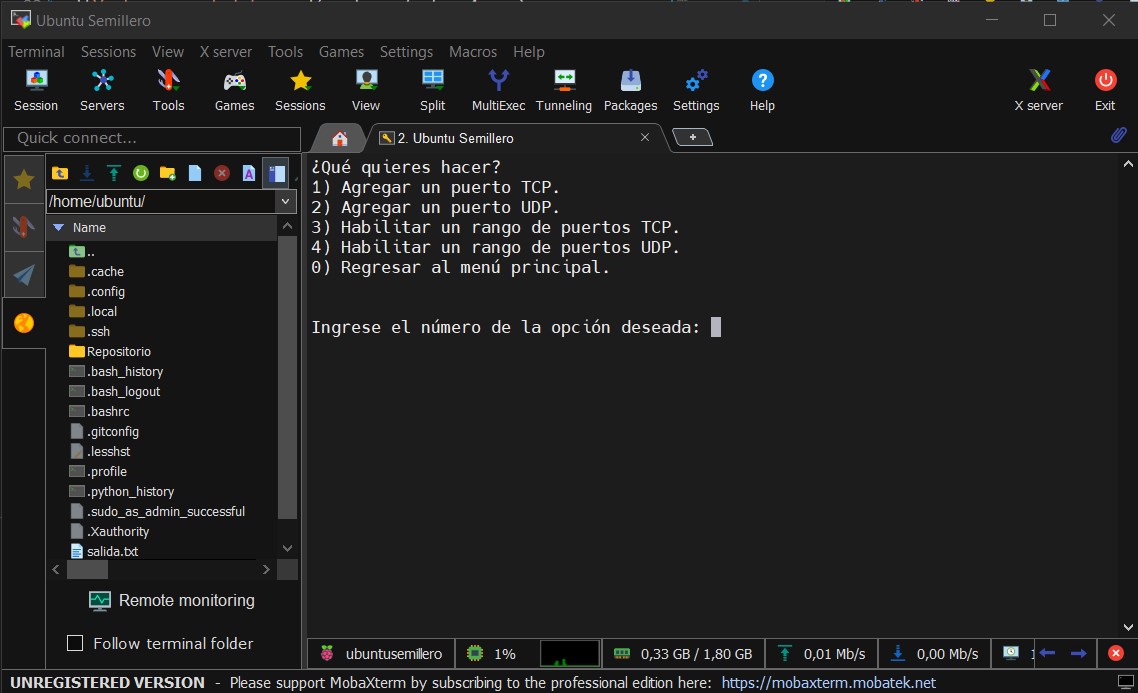 Ubuntu Semillero
Terminal Sessions View X server Tools Games Settings Macros Help
Session Servers Tools Games Sessions View Split MultiExec Tunneling Packages Settings Help X server Exit
Quick connect...
2. Ubuntu Semillero
/home/ubuntu/
Name
..
.cache
.config
.local
.ssh
Repositorio
.bash_history
.bash_logout
.bashrc
.gitconfig
.lesshst
.profile
.python_history
.sudo_as_admin_successful
.Xauthority
salida.txt
Remote monitoring
Follow terminal folder
¿Qué quieres hacer?
1) Agregar un puerto TCP.
2) Agregar un puerto UDP.
3) Habilitar un rango de puertos TCP.
4) Habilitar un rango de puertos UDP.
0) Regresar al menú principal.
Ingrese el número de la opción deseada:
ubuntusemillero 1% 0,33 GB / 1,80 GB 0,01 Mb/s 0,00 Mb/s
UNREGISTERED VERSION - Please support MobaXterm by subscribing to the professional edition here: https://mobaxterm.mobatek.net